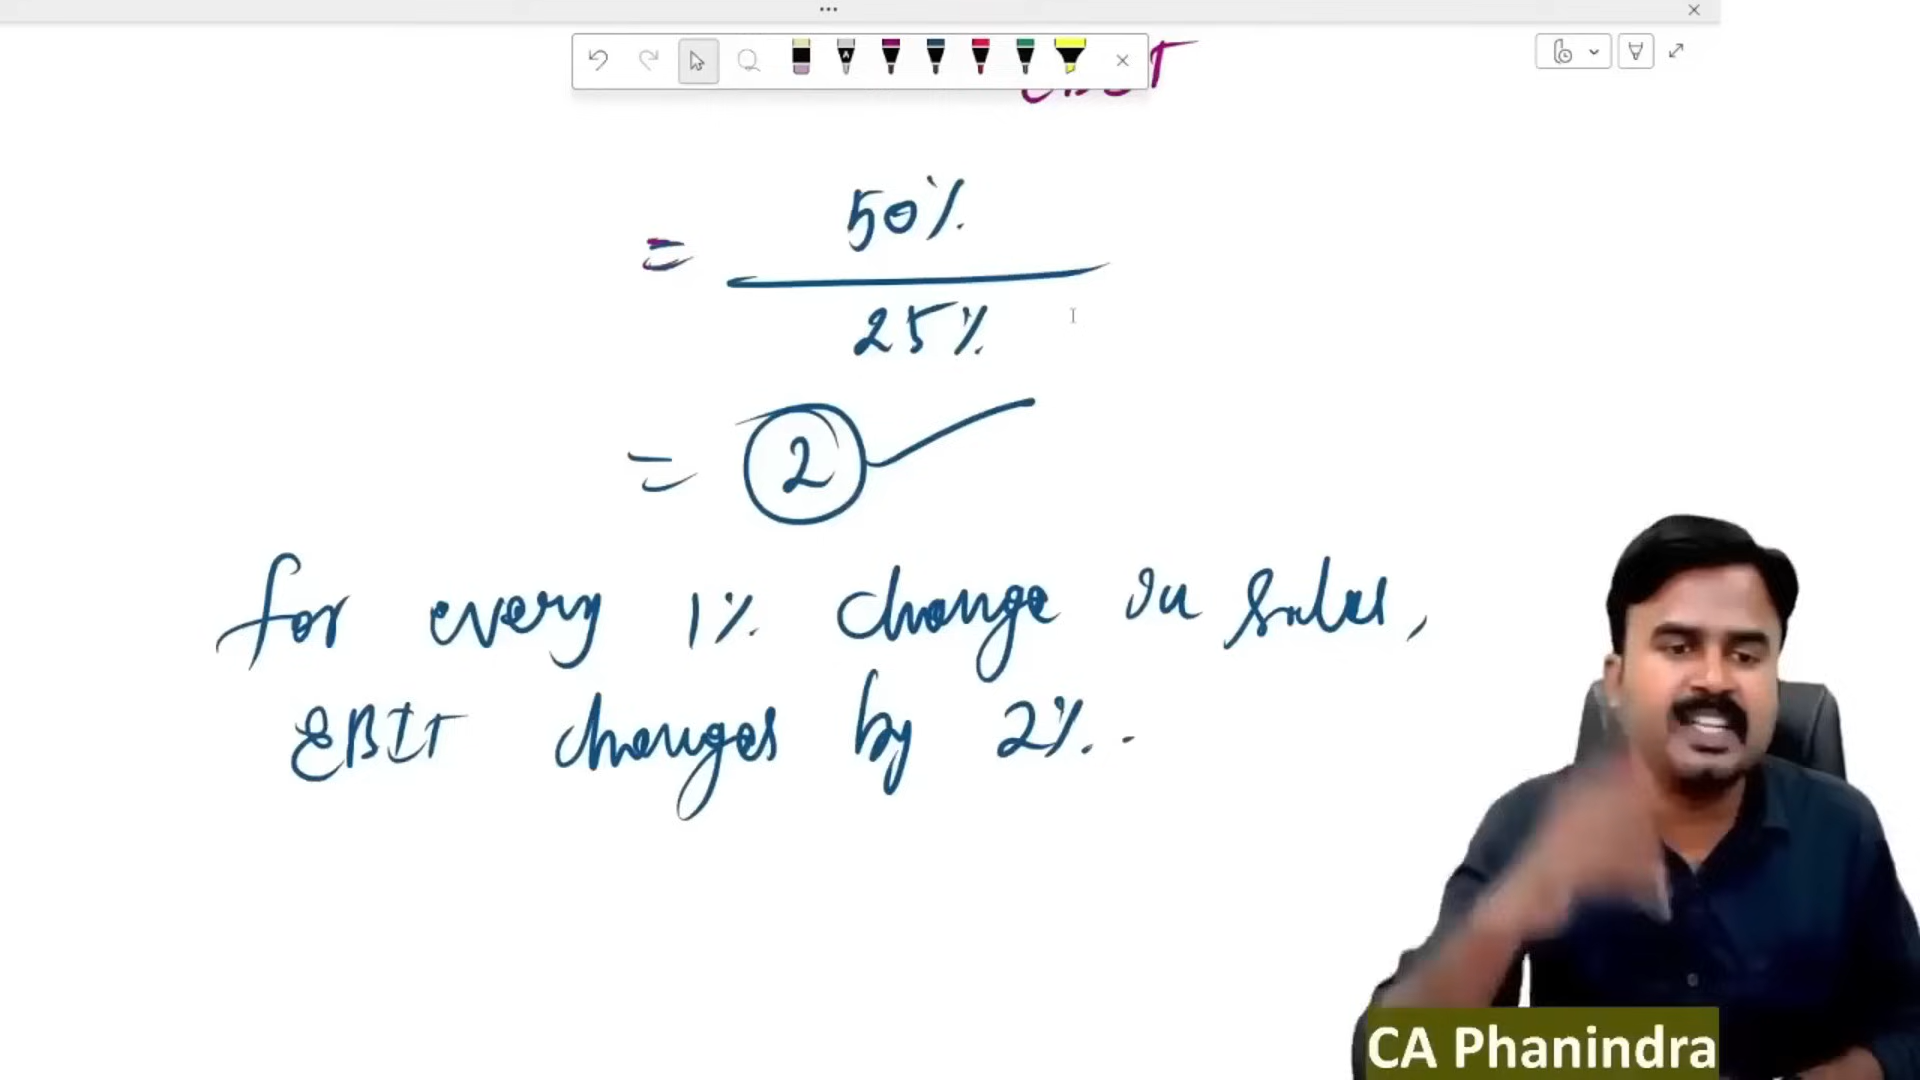 = 50%
25%
= 2
for every 1% change in sales,
EBIT changes by 2%.
CA Phanindra